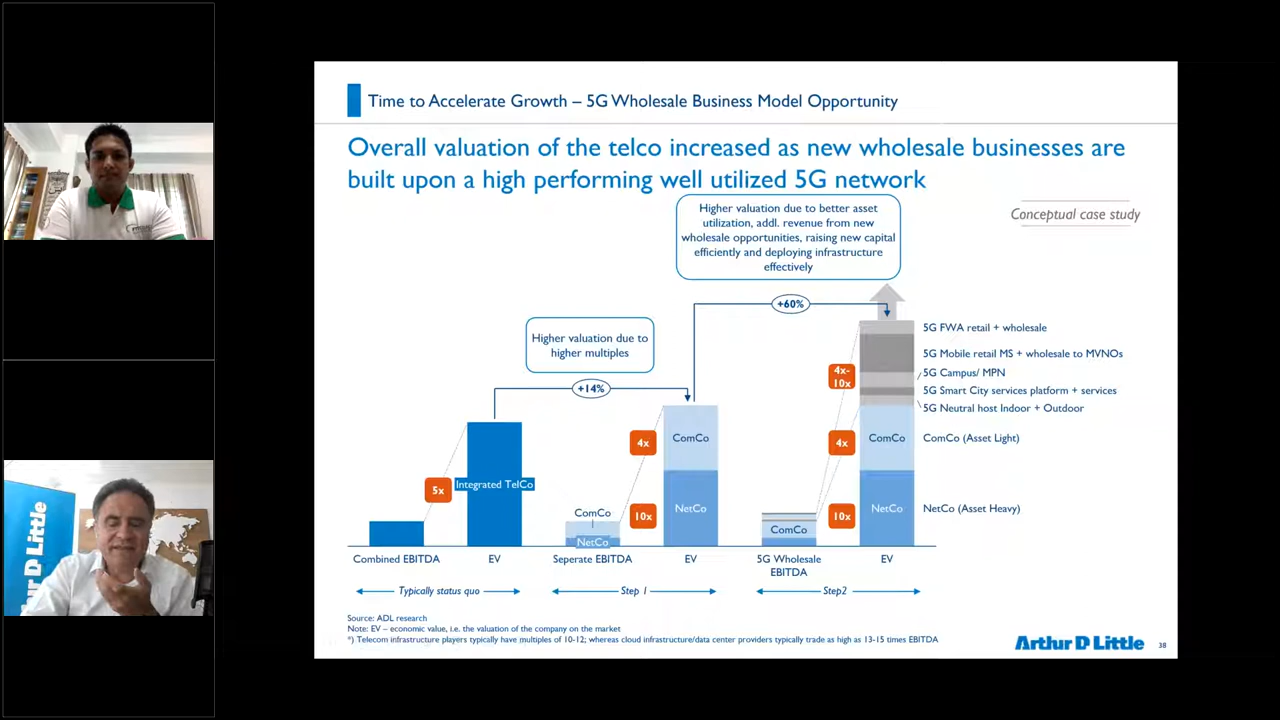 Time to Accelerate Growth – 5G Wholesale Business Model Opportunity
Overall valuation of the telco increased as new wholesale businesses are
built upon a high performing well utilized 5G network
Conceptual case study
Higher valuation due to better asset
utilization, addl. revenue from new
wholesale opportunities, raising new capital
efficiently and deploying infrastructure
effectively
+60%
Higher valuation due to
higher multiples
+14%
5x
Integrated TelCo
4x
10x
ComCo
NetCo
ComCo
NetCo
4x-
10x
4x
10x
ComCo
ComCo
NetCo
5G FWA retail + wholesale
5G Mobile retail MS + wholesale to MVNOs
5G Campus/ MPN
5G Smart City services platform + services
5G Neutral host Indoor + Outdoor
ComCo (Asset Light)
NetCo (Asset Heavy)
Combined EBITDA
EV
Seperate EBITDA
EV
5G Wholesale
EBITDA
EV
Typically status quo
Step 1
Step2
Source: ADL research
Note: EV – economic value, i.e. the valuation of the company on the market
*) Telecom infrastructure players typically have multiples of 10-12; whereas cloud infrastructure/data center providers typically trade as high as 13-15 times EBITDA
Arthur D Little
38
R D Little